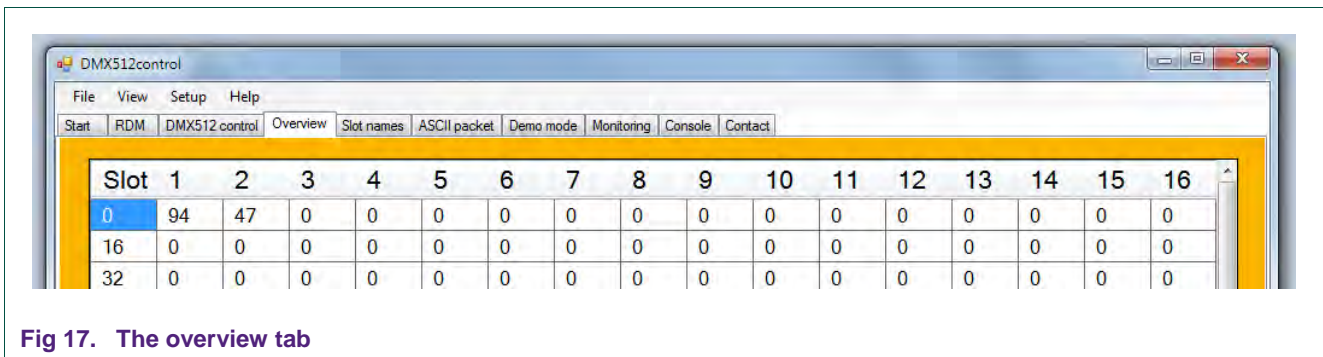 DMX512control
File View Setup Help
Start RDM DMX512 control Overview Slot names ASCII packet Demo mode Monitoring Console Contact
Slot 1 2 3 4 5 6 7 8 9 10 11 12 13 14 15 16
0 94 47 0 0 0 0 0 0 0 0 0 0 0 0 0 0
16 0 0 0 0 0 0 0 0 0 0 0 0 0 0 0 0
32 0 0 0 0 0 0 0 0 0 0 0 0 0 0 0 0
Fig 17. The overview tab